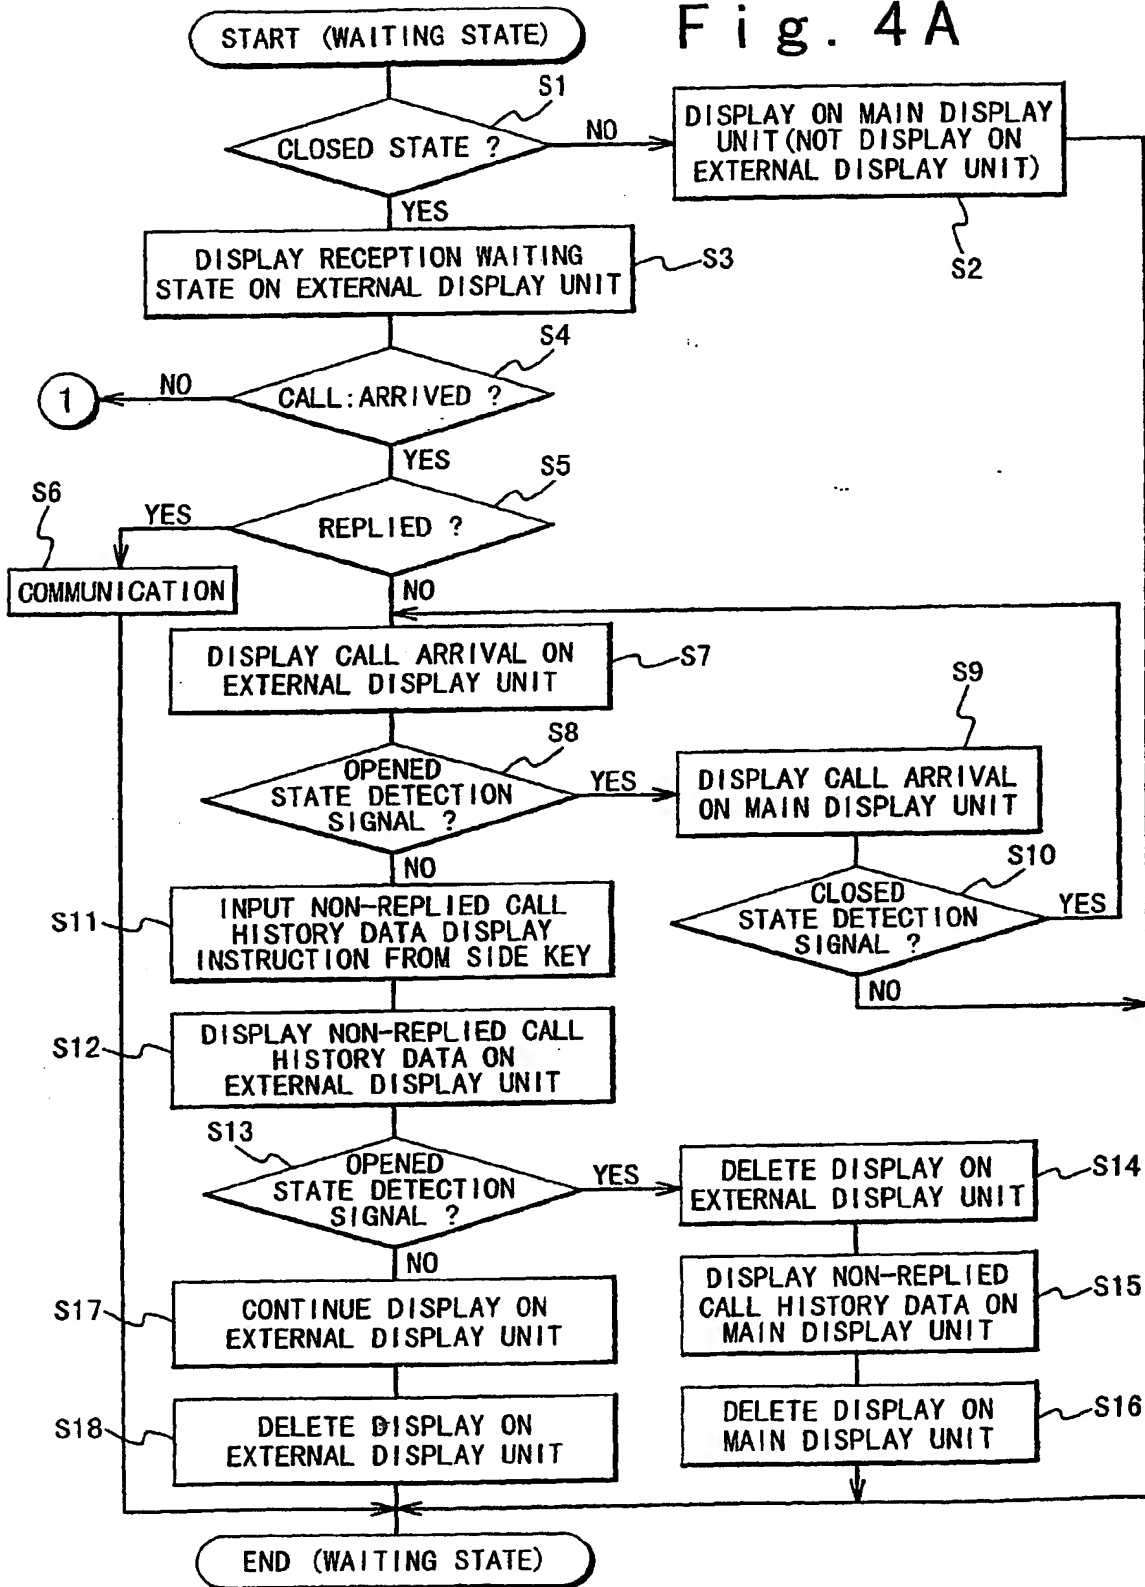 Fig. 4A
START (WAITING STATE)
S1
CLOSED STATE ?
NO
DISPLAY ON MAIN DISPLAY
UNIT(NOT DISPLAY ON
EXTERNAL DISPLAY UNIT)
S2
YES
DISPLAY RECEPTION WAITING
STATE ON EXTERNAL DISPLAY UNIT
S3
S4
CALL:ARRIVED ?
NO
1
YES
S5
REPLIED ?
YES
S6
COMMUNICATION
NO
DISPLAY CALL ARRIVAL ON
EXTERNAL DISPLAY UNIT
S7
S8
OPENED
STATE DETECTION
SIGNAL ?
YES
S9
DISPLAY CALL ARRIVAL
ON MAIN DISPLAY UNIT
S10
CLOSED
STATE DETECTION
SIGNAL ?
YES
NO
NO
S11
INPUT NON-REPLIED CALL
HISTORY DATA DISPLAY
INSTRUCTION FROM SIDE KEY
S12
DISPLAY NON-REPLIED CALL
HISTORY DATA ON
EXTERNAL DISPLAY UNIT
S13
OPENED
STATE DETECTION
SIGNAL ?
YES
DELETE DISPLAY ON
EXTERNAL DISPLAY UNIT
S14
DISPLAY NON-REPLIED
CALL HISTORY DATA ON
MAIN DISPLAY UNIT
S15
DELETE DISPLAY ON
MAIN DISPLAY UNIT
S16
NO
S17
CONTINUE DISPLAY ON
EXTERNAL DISPLAY UNIT
S18
DELETE DISPLAY ON
EXTERNAL DISPLAY UNIT
END (WAITING STATE)